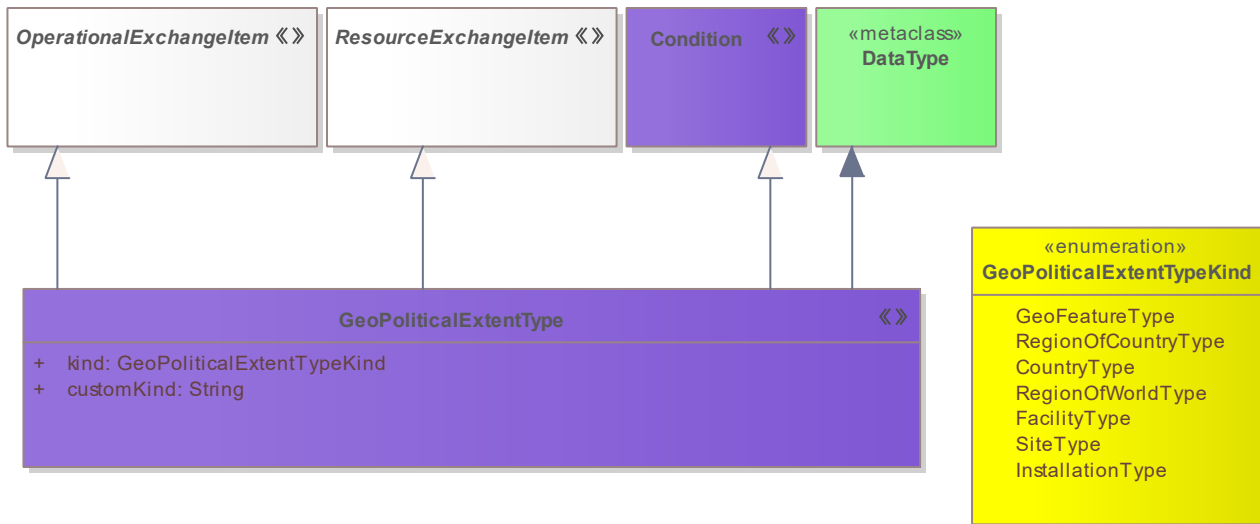 OperationalExchangeItem «»
ResourceExchangeItem «»
Condition «»
«metaclass»
DataType
GeoPoliticalExtentType «»
+ kind: GeoPoliticalExtentTypeKind
+ customKind: String
«enumeration»
GeoPoliticalExtentTypeKind
GeoFeatureType
RegionOfCountryType
CountryType
RegionOfWorldType
FacilityType
SiteType
InstallationType